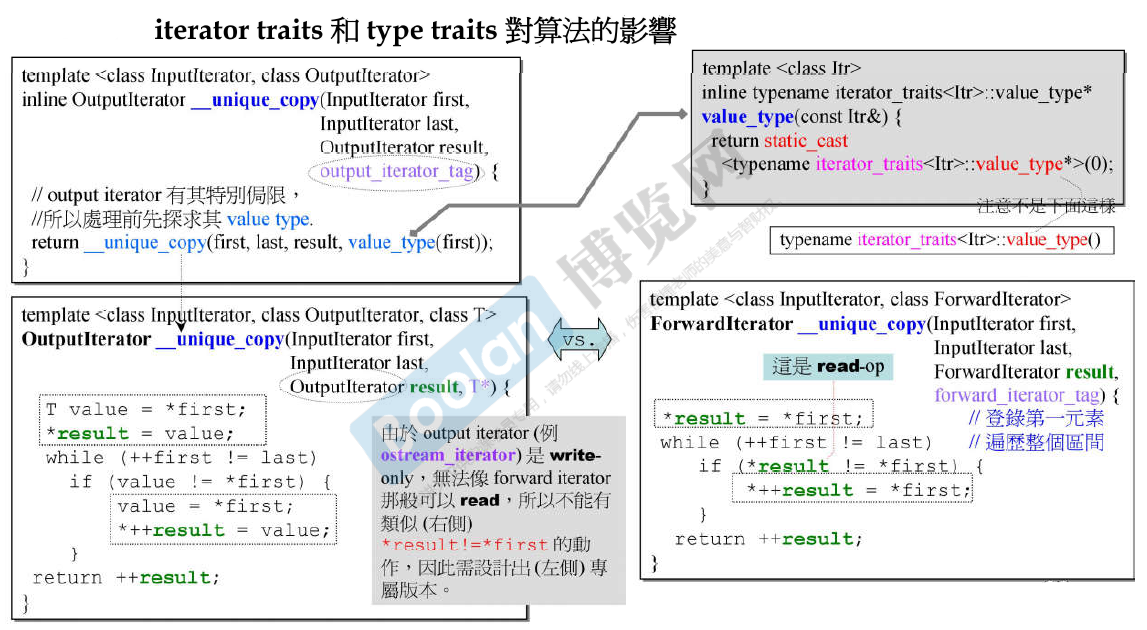 iterator traits 和 type traits 對算法的影響
template <class InputIterator, class OutputIterator>
inline OutputIterator __unique_copy(InputIterator first,
InputIterator last,
OutputIterator result,
output_iterator_tag) {
// output iterator 有其特別侷限，
//所以處理前先探求其 value type.
return __unique_copy(first, last, result, value_type(first));
}
template <class Itr>
inline typename iterator_traits<Itr>::value_type*
value_type(const Itr&) {
return static_cast
<typename iterator_traits<Itr>::value_type*>(0);
}
注意不是下面這樣
typename iterator_traits<Itr>::value_type()
template <class InputIterator, class OutputIterator, class T>
OutputIterator __unique_copy(InputIterator first,
InputIterator last,
OutputIterator result, T*) {
T value = *first;
*result = value;
while (++first != last)
if (value != *first) {
value = *first;
*++result = value;
}
return ++result;
}
vs.
由於 output iterator (例
ostream_iterator) 是 write-
only，無法像 forward iterator
那般可以 read，所以不能有
類似 (右側)
*result!=*first 的動
作，因此需設計出 (左側) 專
屬版本。
template <class InputIterator, class ForwardIterator>
ForwardIterator __unique_copy(InputIterator first,
InputIterator last,
ForwardIterator result,
forward_iterator_tag) {
這是 read-op
*result = *first; // 登錄第一元素
while (++first != last) // 遍歷整個區間
if (*result != *first) {
*++result = *first;
}
return ++result;
}
Boolan 博览网